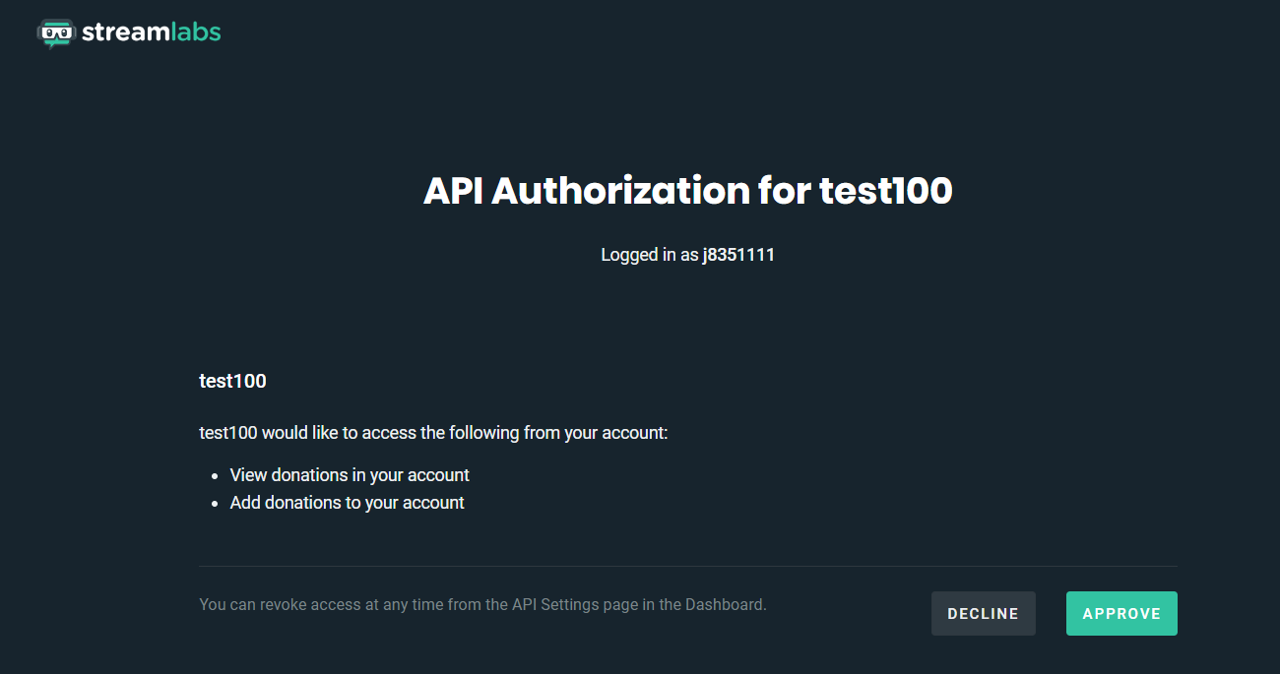 streamlabs
API Authorization for test100
Logged in as j8351111
test100
test100 would like to access the following from your account:
• View donations in your account
• Add donations to your account
You can revoke access at any time from the API Settings page in the Dashboard.
DECLINE
APPROVE